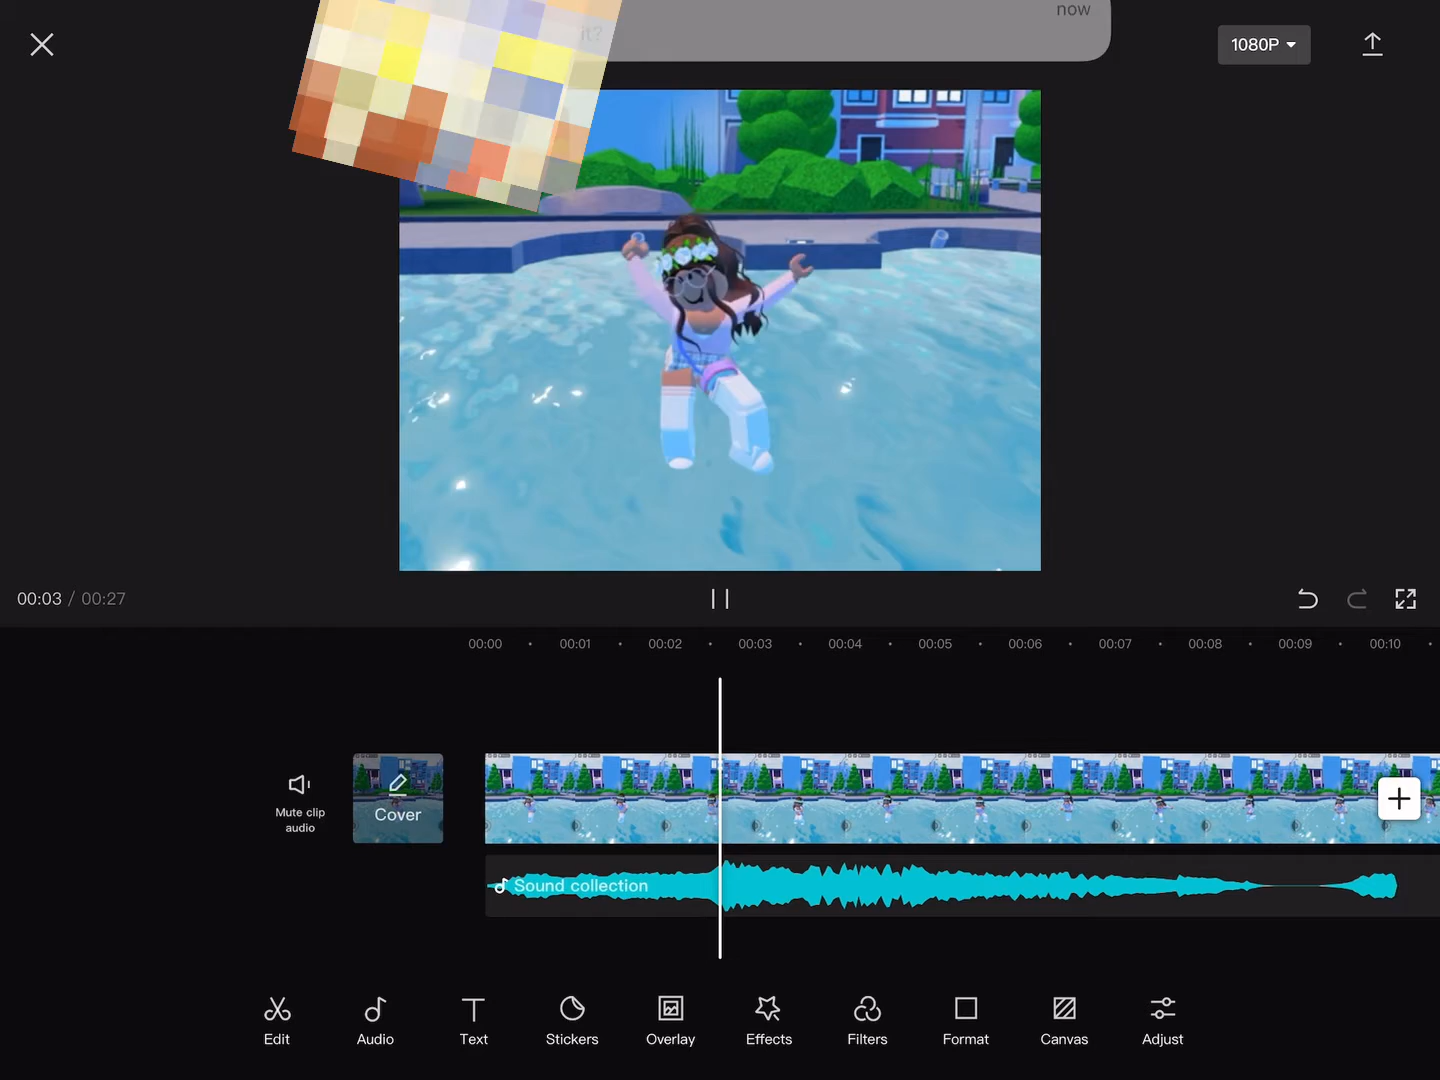 now
it?
1080P
00:03 / 00:27
00:00 00:01 00:02 00:03 00:04 00:05 00:06 00:07 00:08 00:09 00:10
Mute clip
audio
Cover
Sound collection
Edit Audio Text Stickers Overlay Effects Filters Format Canvas Adjust